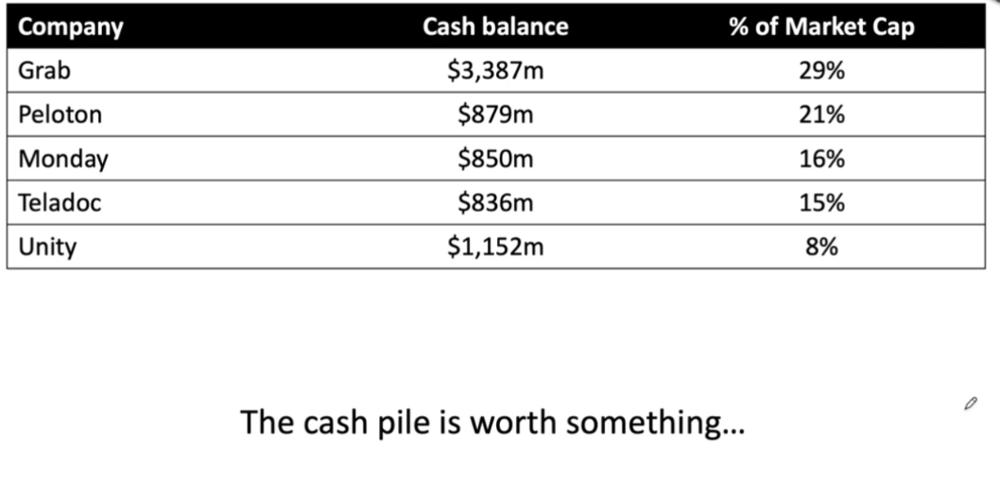 Company Cash balance % of Market Cap
Grab $3,387m 29%
Peloton $879m 21%
Monday $850m 16%
Teladoc $836m 15%
Unity $1,152m 8%
The cash pile is worth something...